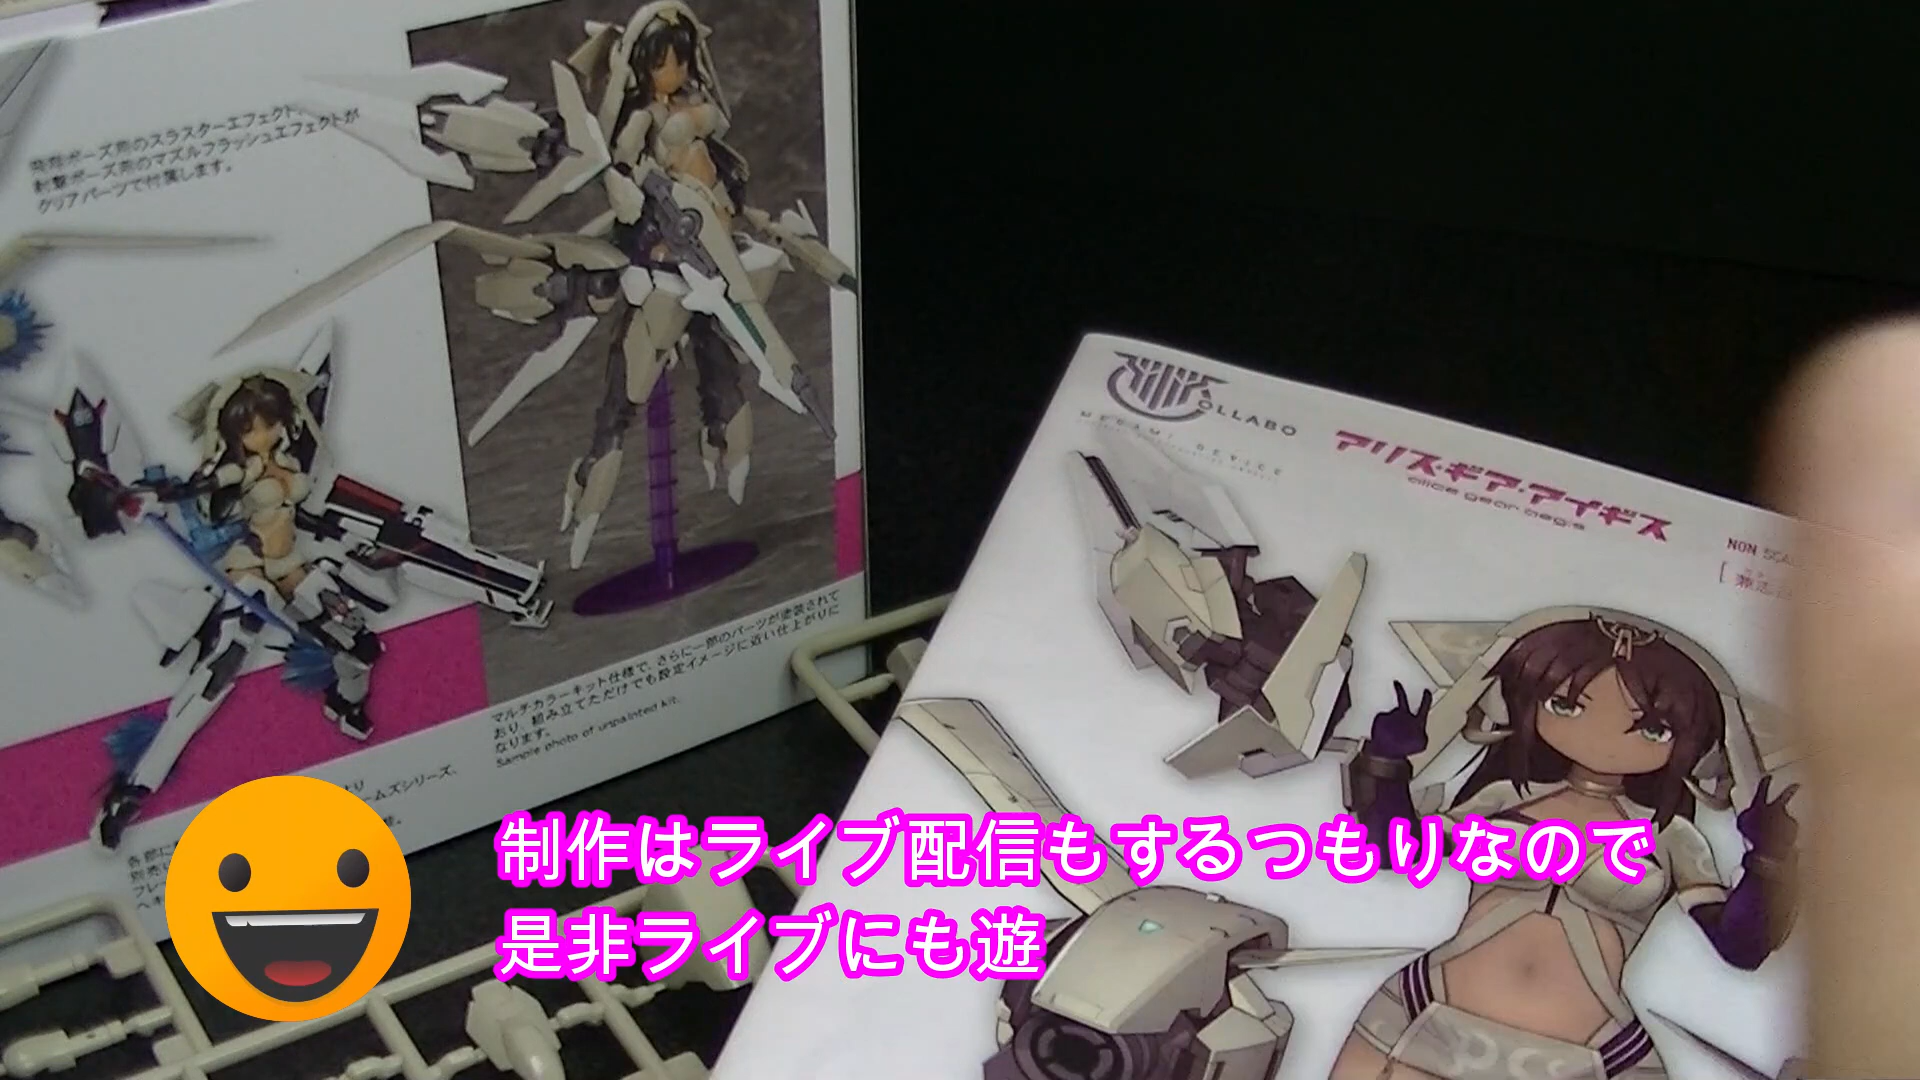 飛翔ポーズ用のスラスターエフェクト、
射撃ポーズ用のマズルフラッシュエフェクトが
クリアパーツで付属します。
マルチカラーキット仕様で、さらに一部のパーツが塗装されて
おり、組み立てただけでも設定イメージに近い仕上がりに
なります。
Sample photo of unpainted kit.
COLLABO
MEGAMI DEVICE
アリス・ギア・アイギス
alice gear aegis
NON
制作はライブ配信もするつもりなので
是非ライブにも遊